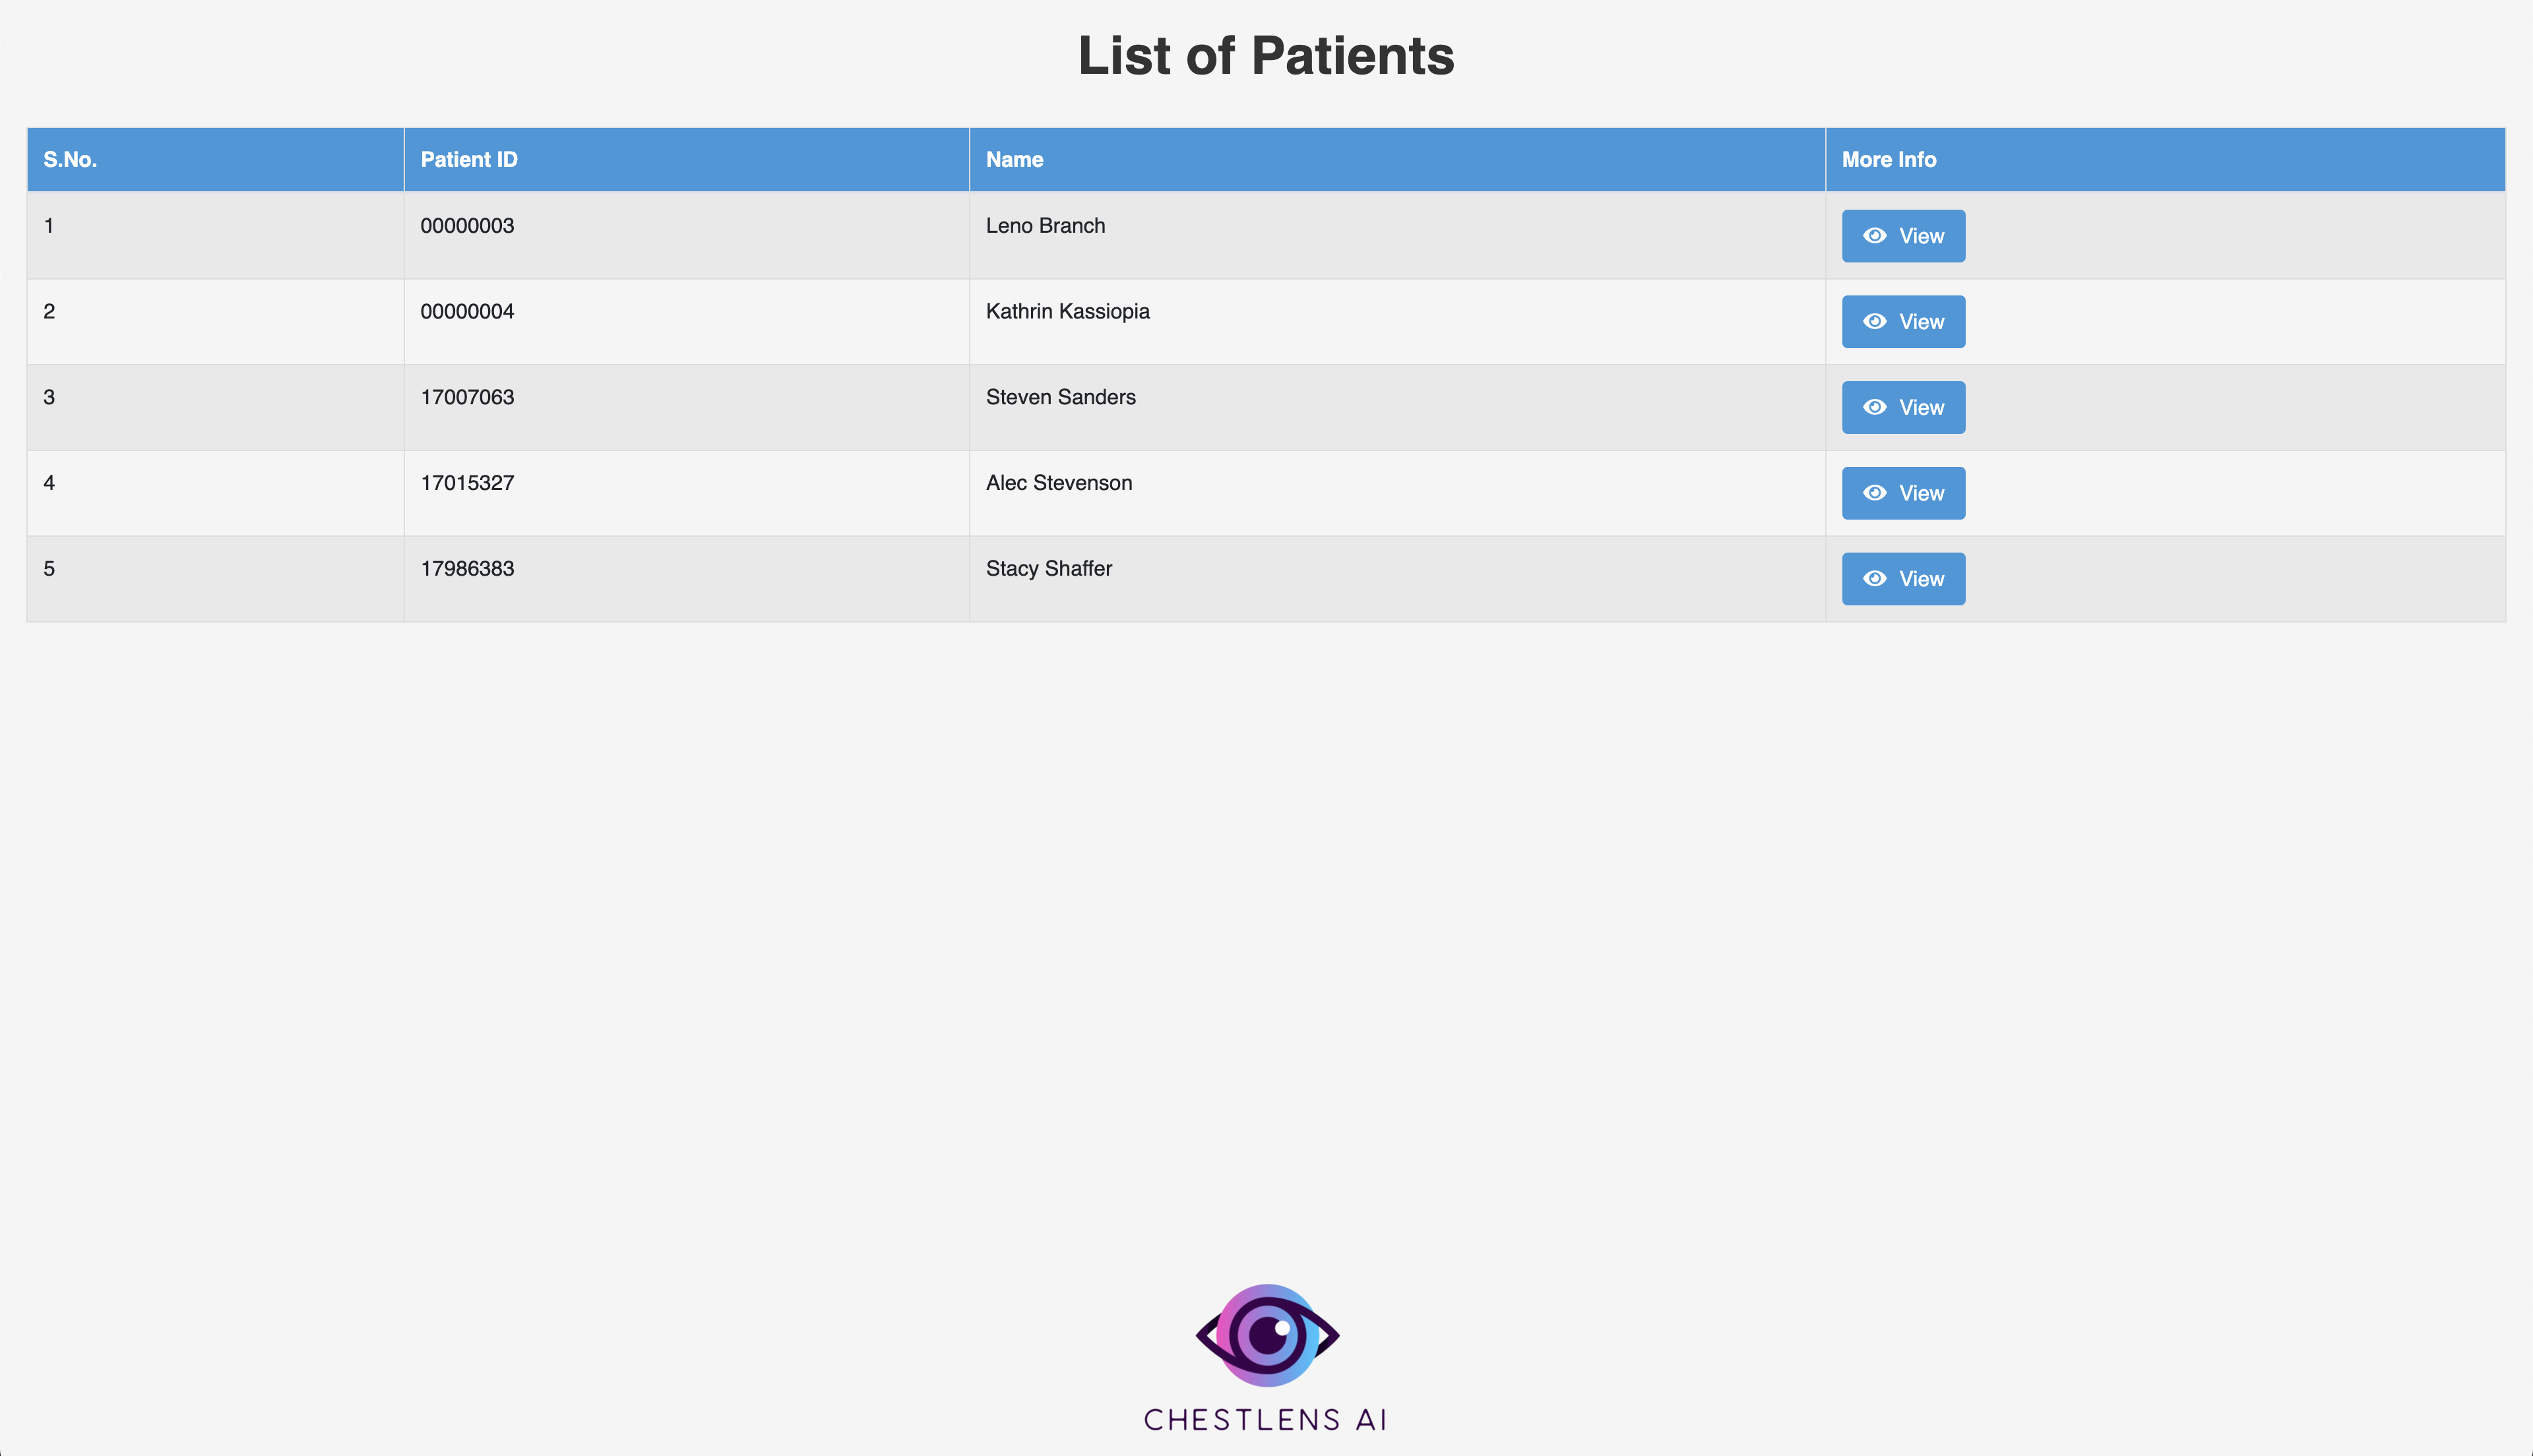 List of Patients
S.No. Patient ID Name More Info
1 00000003 Leno Branch View
2 00000004 Kathrin Kassiopia View
3 17007063 Steven Sanders View
4 17015327 Alec Stevenson View
5 17986383 Stacy Shaffer View
CHESTLENS AI